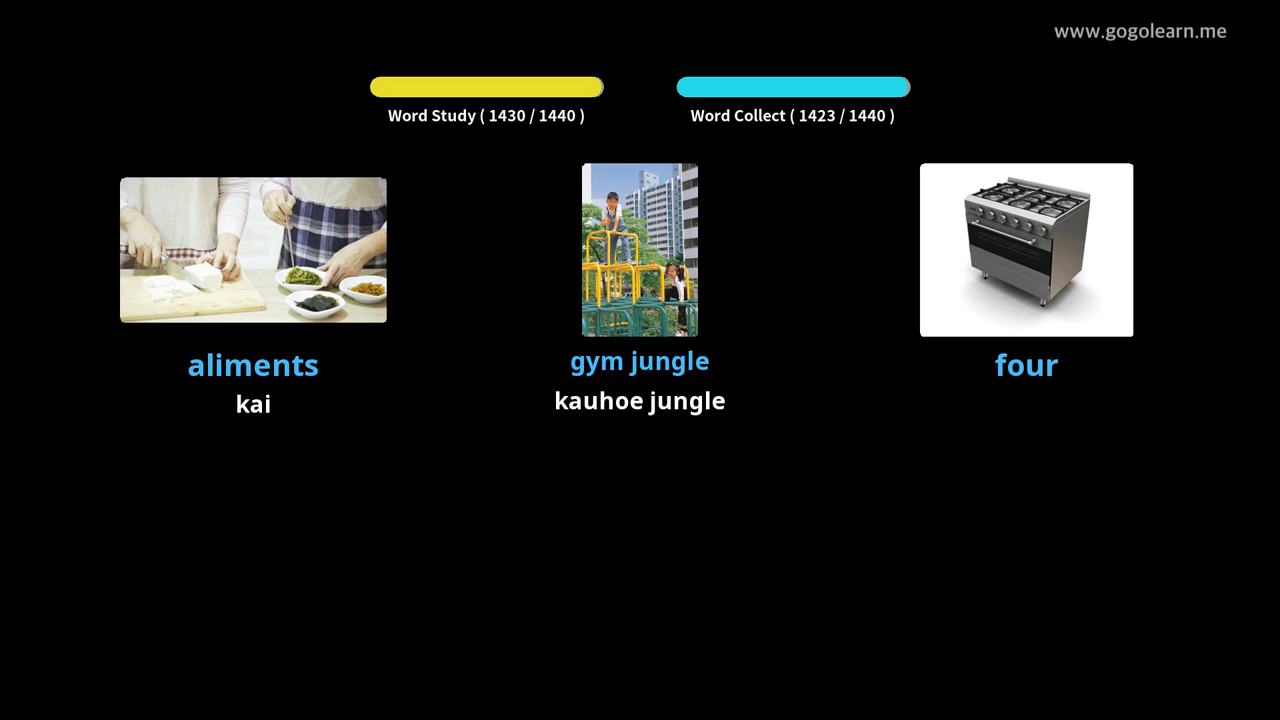 www.gogolearn.me
Word Study ( 1430 / 1440 )
Word Collect ( 1423 / 1440 )
aliments
kai
gym jungle
kauhoe jungle
four